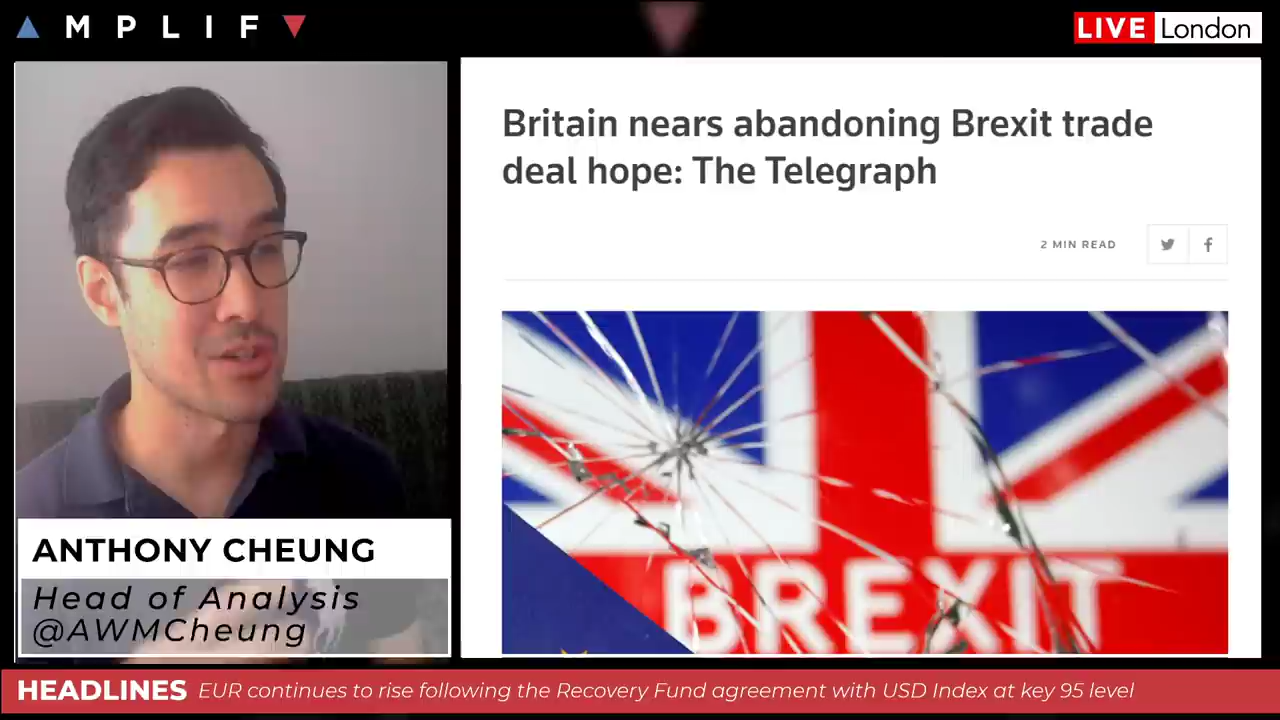 AMPLIFY
LIVE London
Britain nears abandoning Brexit trade
deal hope: The Telegraph
2 MIN READ
BREXIT
ANTHONY CHEUNG
Head of Analysis
@AWMCheung
HEADLINES EUR continues to rise following the Recovery Fund agreement with USD Index at key 95 level